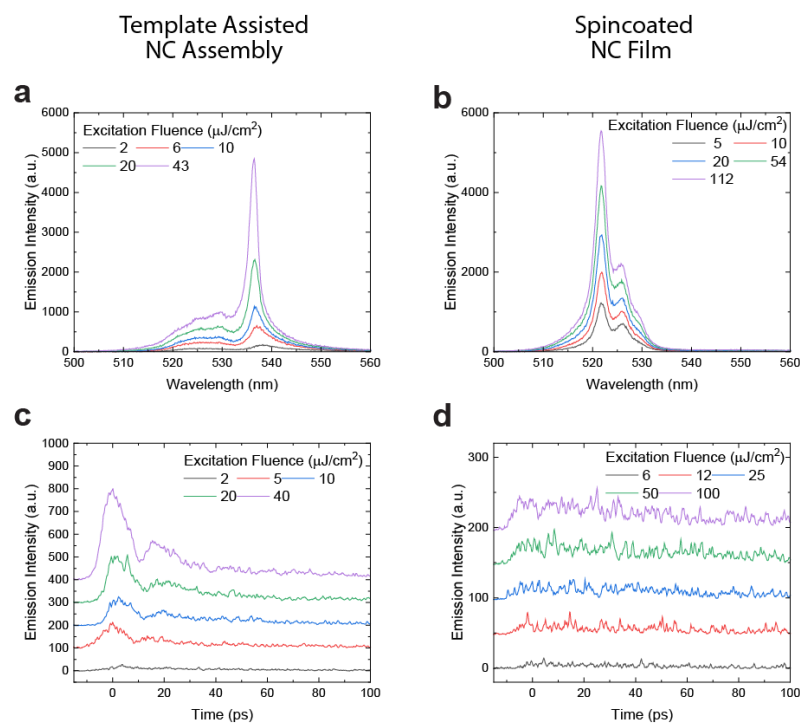 Template Assisted
NC Assembly
Spincoated
NC Film
a
6000
5000
4000
3000
2000
1000
0
Emission Intensity (a.u.)
Excitation Fluence (μJ/cm²)
2 6 10
20 43
500 510 520 530 540 550 560
Wavelength (nm)
b
6000
4000
2000
0
Emission Intensity (a.u.)
Excitation Fluence (μJ/cm²)
5 10
20 54
112
500 510 520 530 540 550 560
Wavelength (nm)
c
1000
900
800
700
600
500
400
300
200
100
0
Emission Intensity (a.u.)
Excitation Fluence (μJ/cm²)
2 5 10
20 40
0 20 40 60 80 100
Time (ps)
d
300
200
100
0
Emission Intensity (a.u.)
Excitation Fluence (μJ/cm²)
6 12 25
50 100
0 20 40 60 80 100
Time (ps)